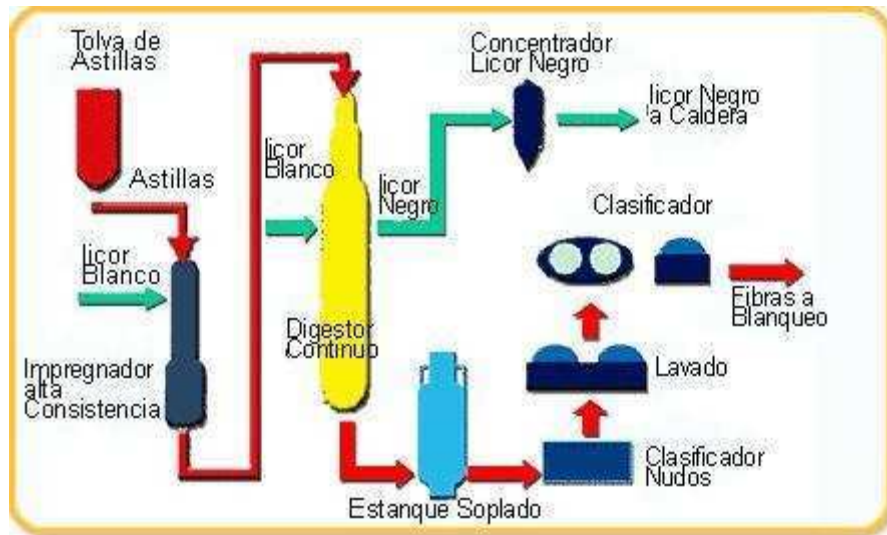 Tolva de
Astillas
Astillas
licor
Blanco
Impregnador
alta
Consistencia
licor
Blanco
licor
Negro
Digestor
Continuo
Concentrador
Licor Negro
licor Negro
a Caldera
Clasificador
Fibras a
Blanqueo
Lavado
Clasificador
Nudos
Estanque Soplado